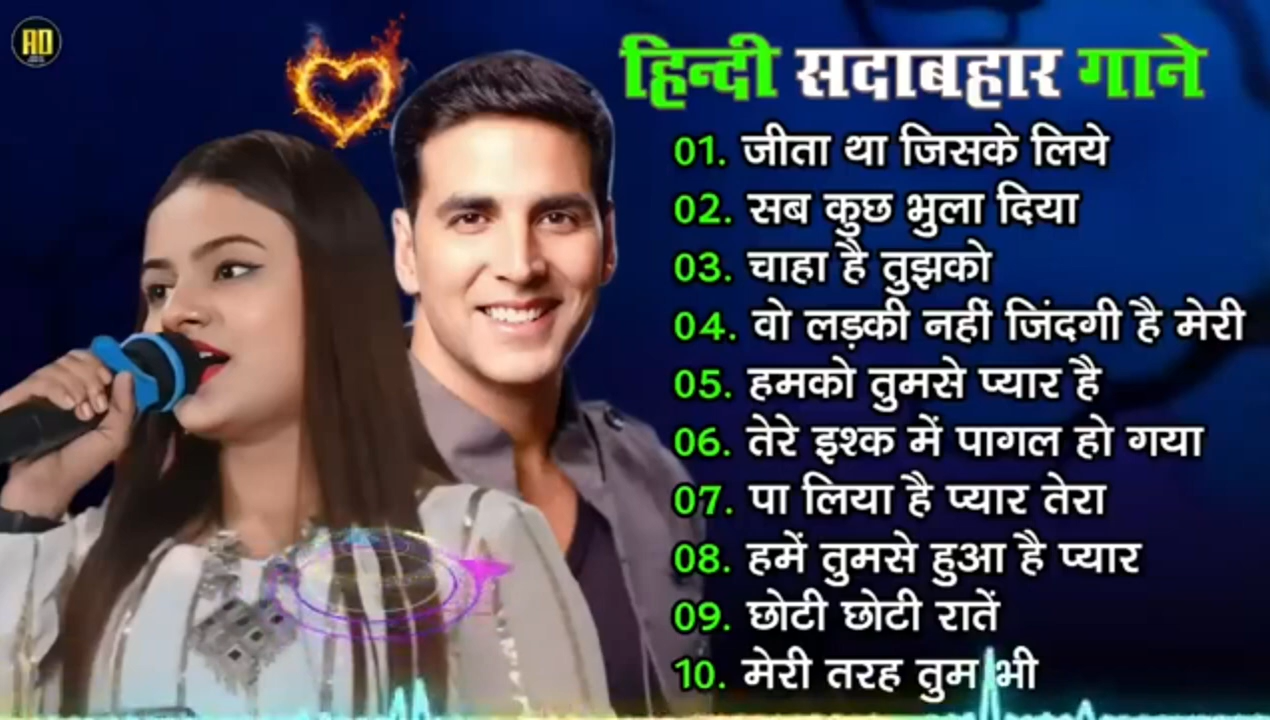 AD
हिन्दी सदाबहार गाने
01. जीता था जिसके लिये
02. सब कुछ भुला दिया
03. चाहा है तुझको
04. वो लड़की नहीं जिंदगी है मेरी
05. हमको तुमसे प्यार है
06. तेरे इश्क में पागल हो गया
07. पा लिया है प्यार तेरा
08. हमें तुमसे हुआ है प्यार
09. छोटी छोटी रातें
10. मेरी तरह तुम भी